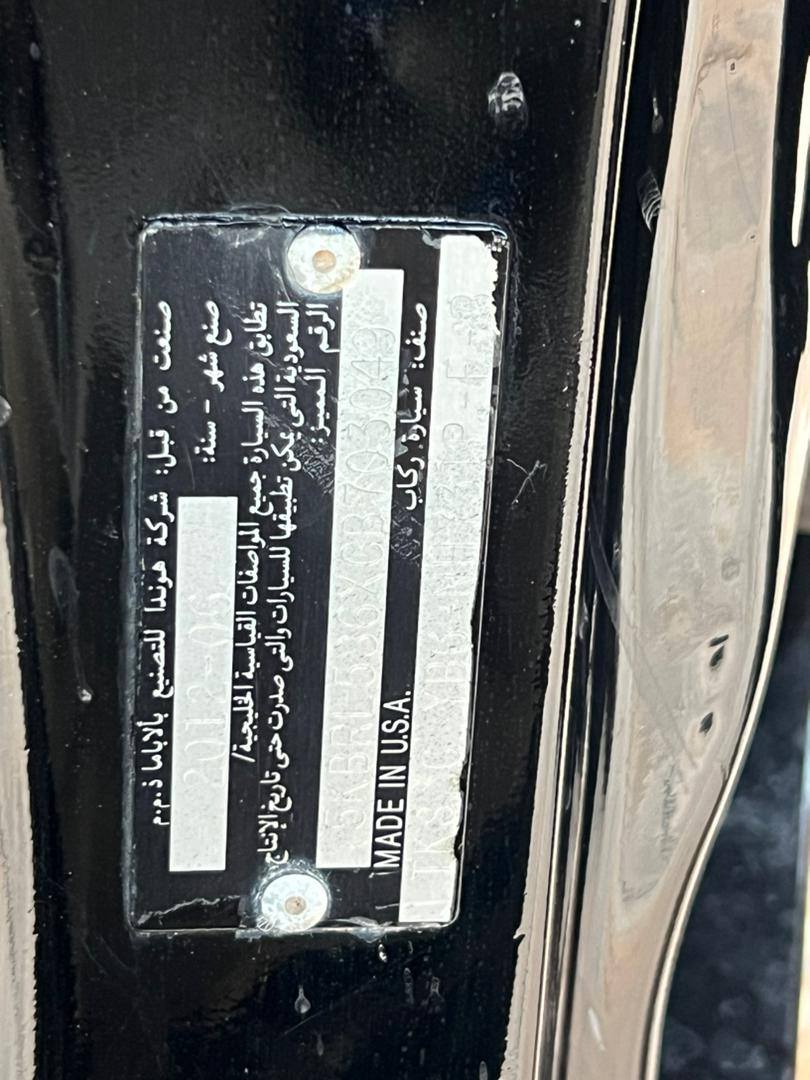 صنعت من قبل: شركة هوندا للتصنيع بألاباما ذ.م.م
صنع شهر - سنة:
2012-06
تطابق هذه السيارة جميع المواصفات القياسية الخليجية/
السعودية التي يمكن تطبيقها للسيارات والتي صدرت حتى تاريخ الإنتاج
الرقم المميز:
صنف: سيارة ركاب
MADE IN U.S.A.